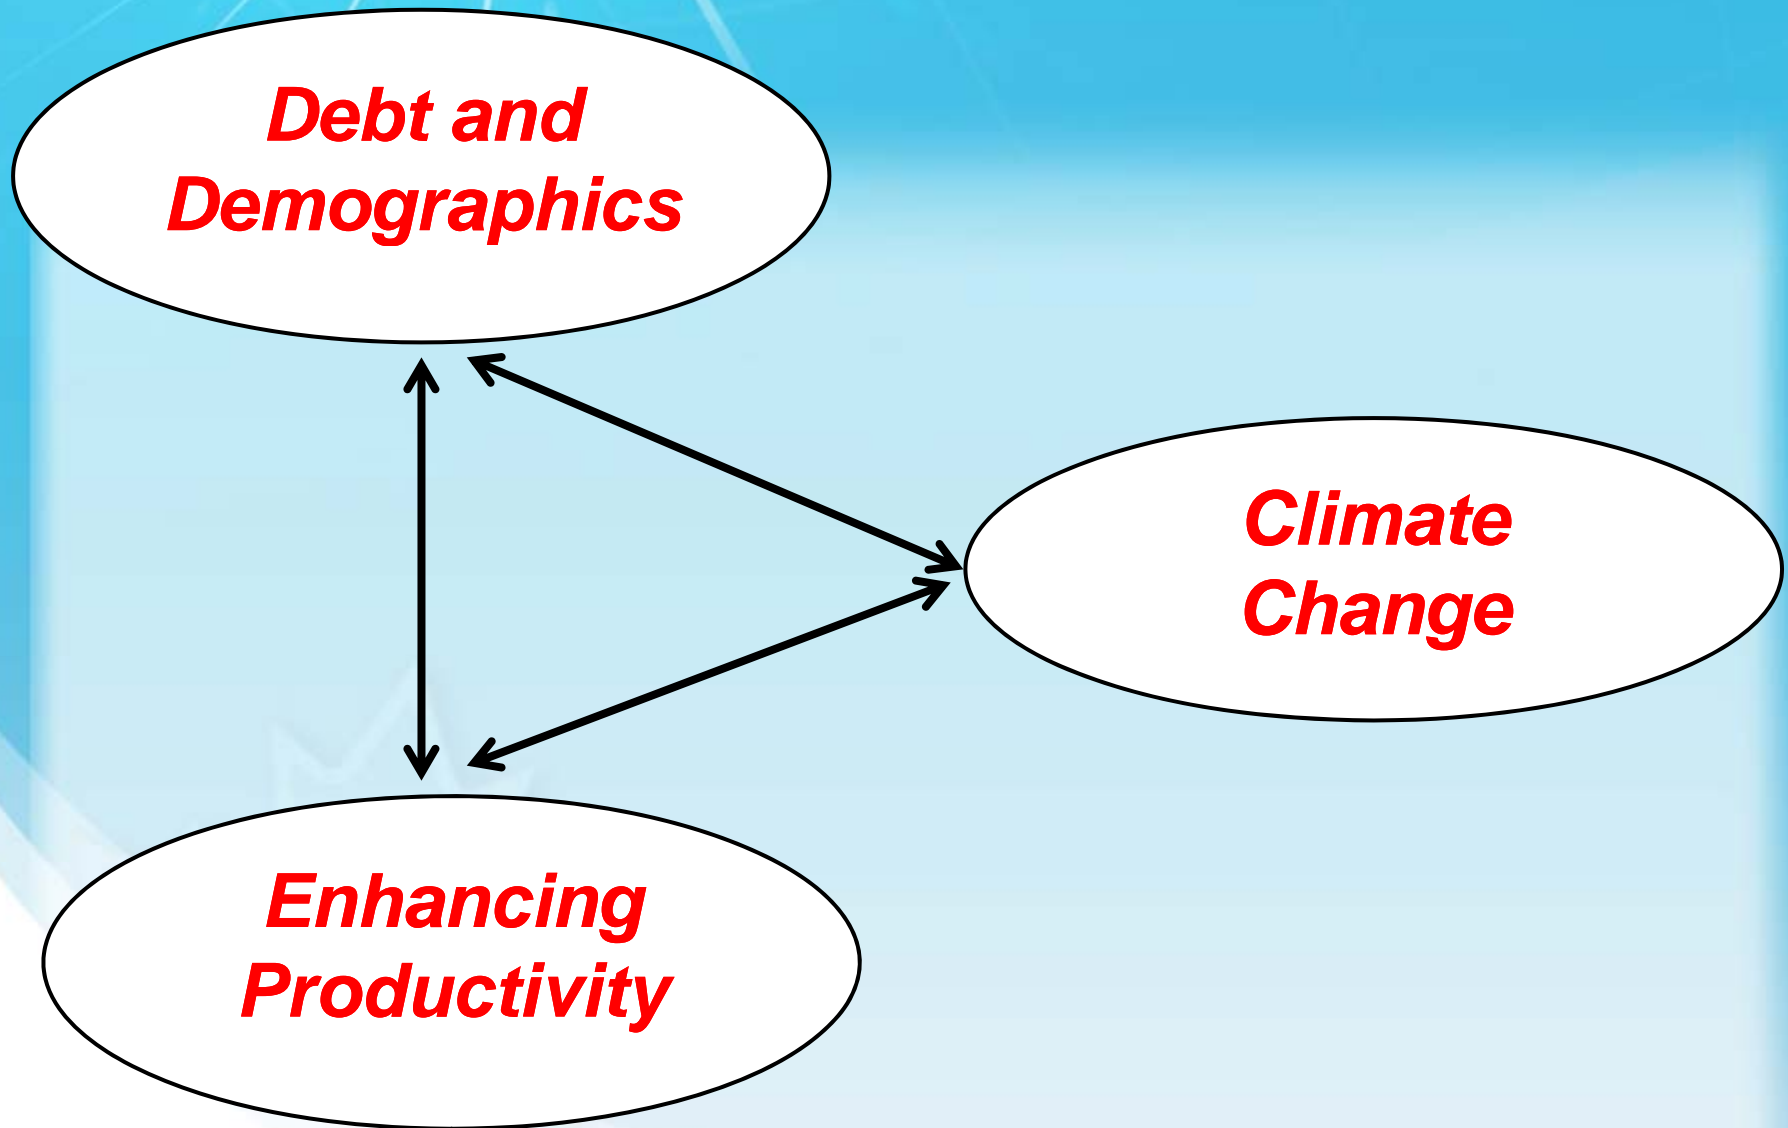 Debt and
Demographics
Climate
Change
Enhancing
Productivity